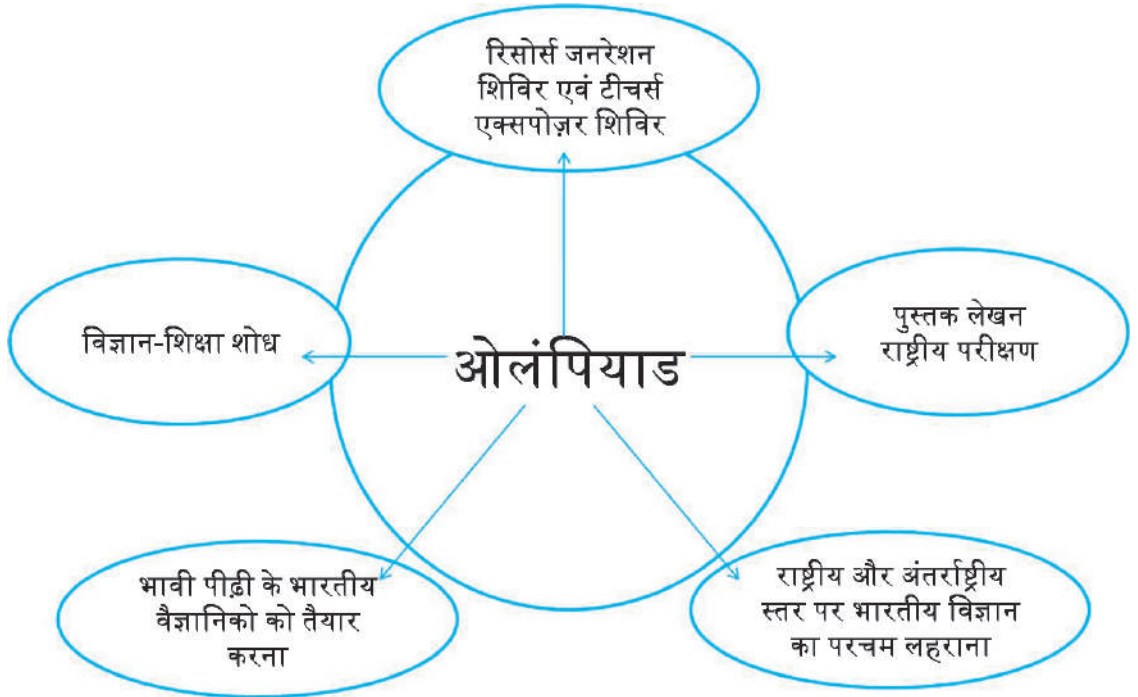 रिसोर्स जनरेशन
शिविर एवं टीचर्स
एक्सपोज़र शिविर
विज्ञान-शिक्षा शोध
ओलंपियाड
पुस्तक लेखन
राष्ट्रीय परीक्षण
भावी पीढ़ी के भारतीय
वैज्ञानिको को तैयार
करना
राष्ट्रीय और अंतर्राष्ट्रीय
स्तर पर भारतीय विज्ञान
का परचम लहराना